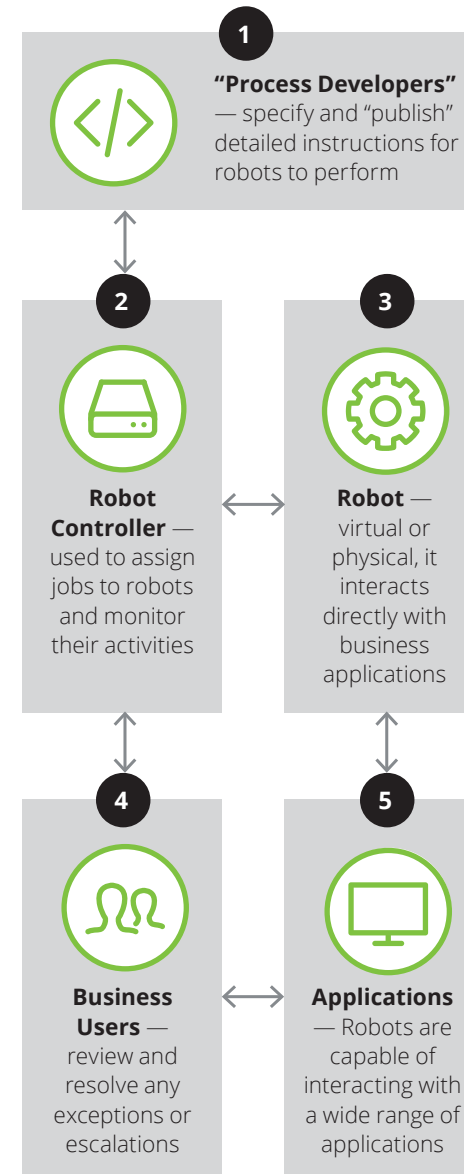 1
“Process Developers”
— specify and “publish”
detailed instructions for
robots to perform
2
Robot
Controller —
used to assign
jobs to robots
and monitor
their activities
3
Robot —
virtual or
physical, it
interacts
directly with
business
applications
4
Business
Users —
review and
resolve any
exceptions or
escalations
5
Applications
— Robots are
capable of
interacting with
a wide range of
applications